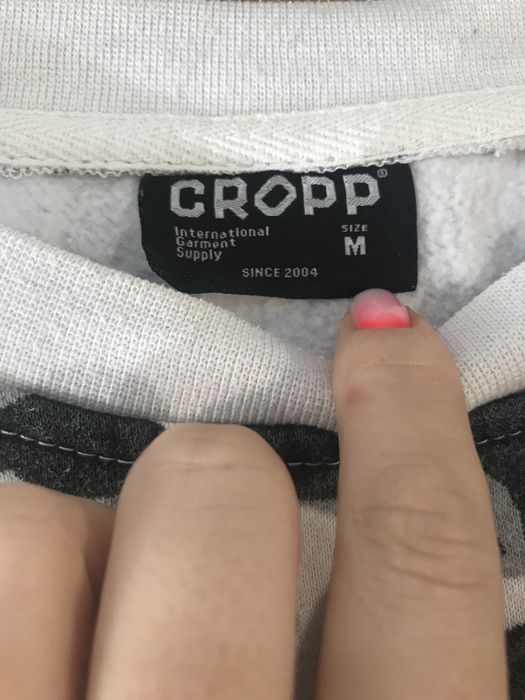 CROPP®
International
Garment
Supply
SIZE
M
SINCE 2004